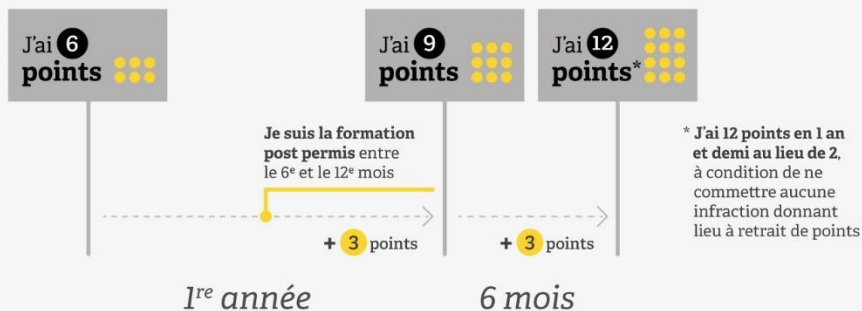 J'ai 6
points
J'ai 9
points
J'ai 12
points*
Je suis la formation
post permis entre
le 6e et le 12e mois
+ 3 points
+ 3 points
* J'ai 12 points en 1 an
et demi au lieu de 2,
à condition de ne
commettre aucune
infraction donnant
lieu à retrait de points
1re année
6 mois